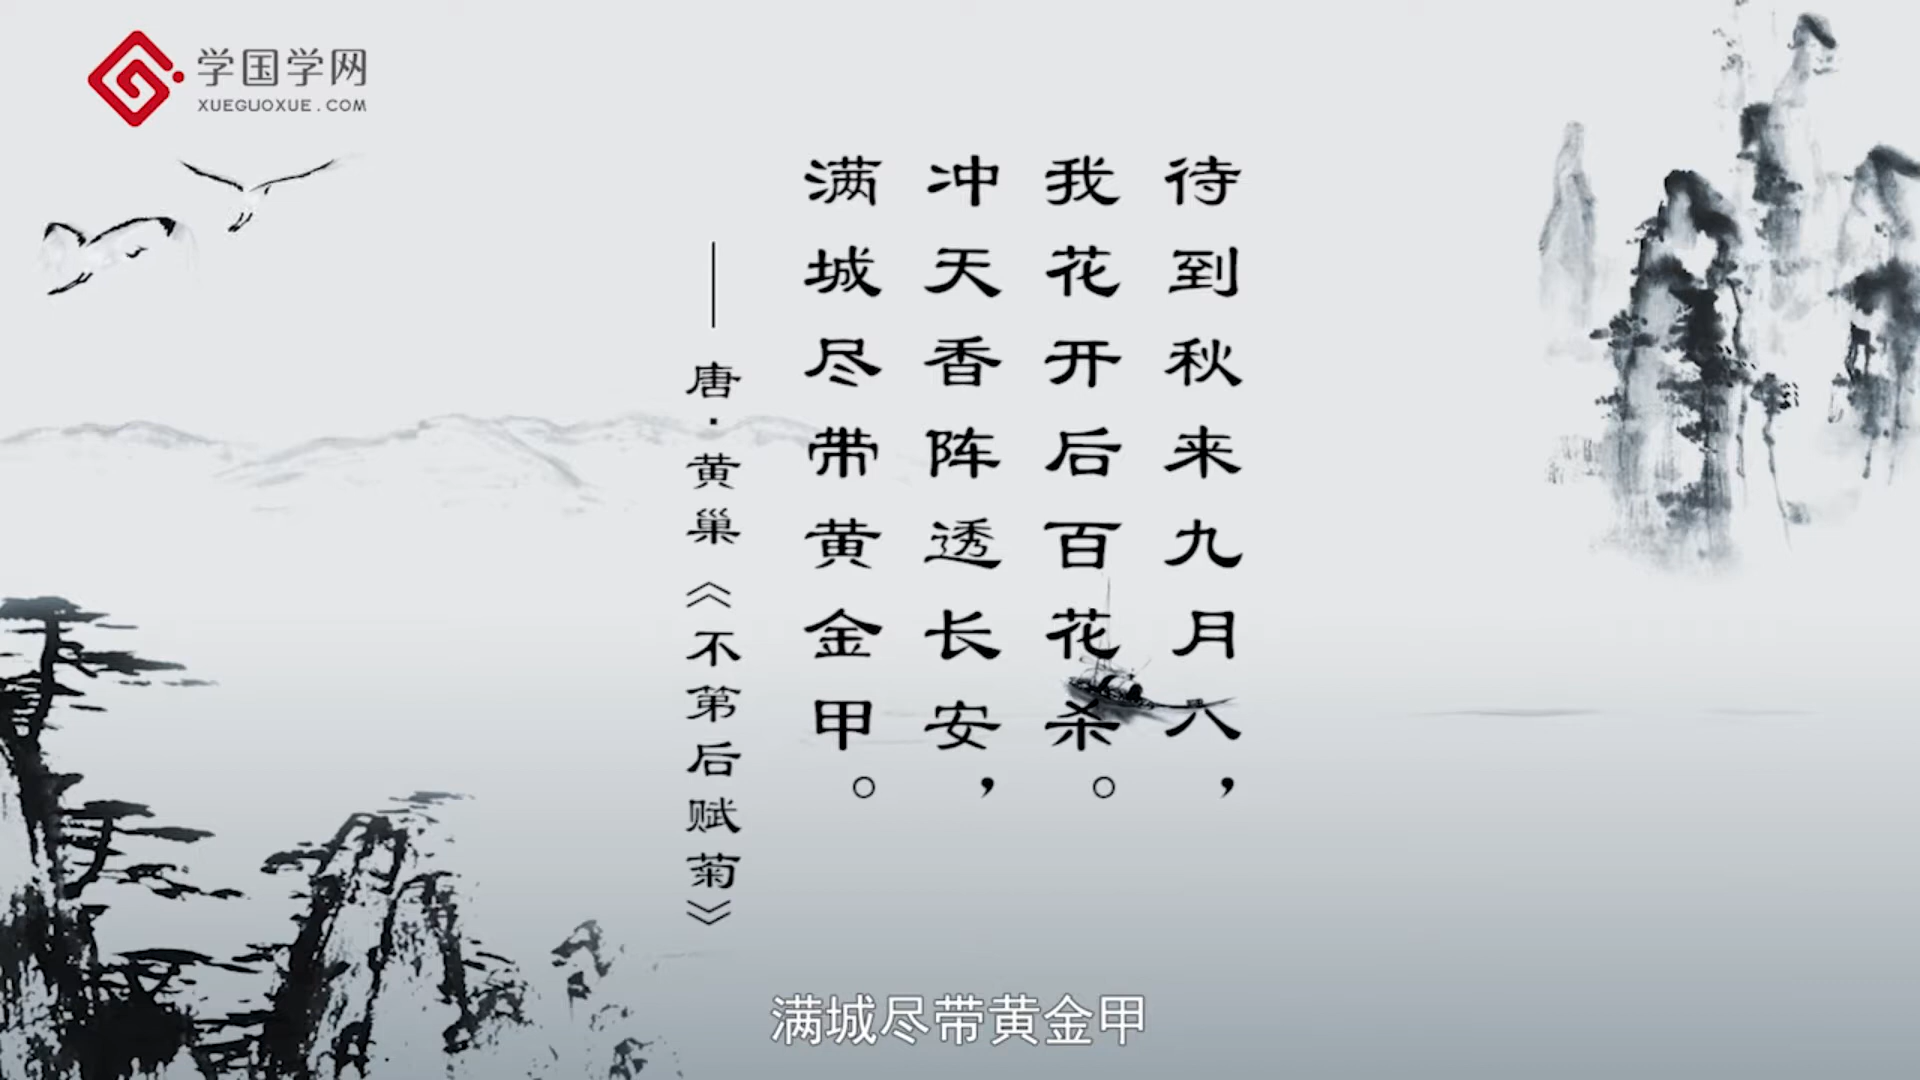 学国学网
XUEGUOXUE.COM
待到秋来九月八，
我花开后百花杀。
冲天香阵透长安，
满城尽带黄金甲。
——唐·黄巢《不第后赋菊》
满城尽带黄金甲